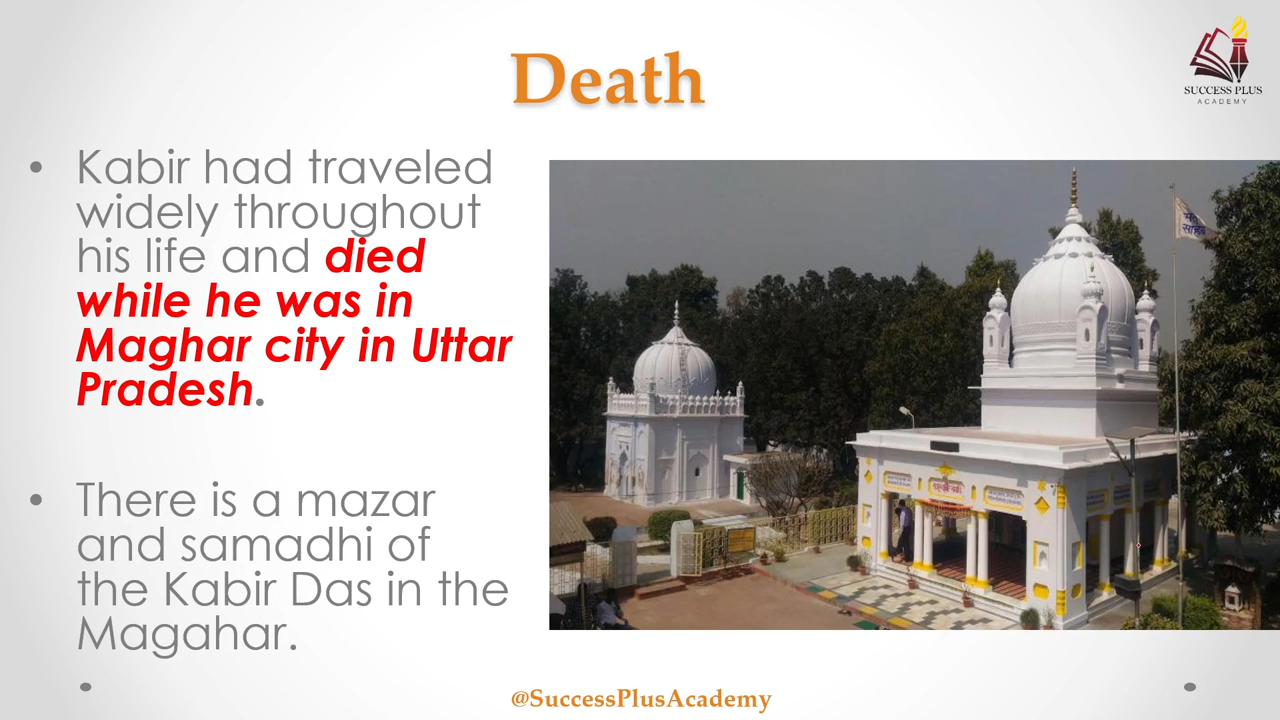 Death
SUCCESS PLUS
ACADEMY
• Kabir had traveled
widely throughout
his life and died
while he was in
Maghar city in Uttar
Pradesh.
• There is a mazar
and samadhi of
the Kabir Das in the
Magahar.
साहिब
@SuccessPlusAcademy